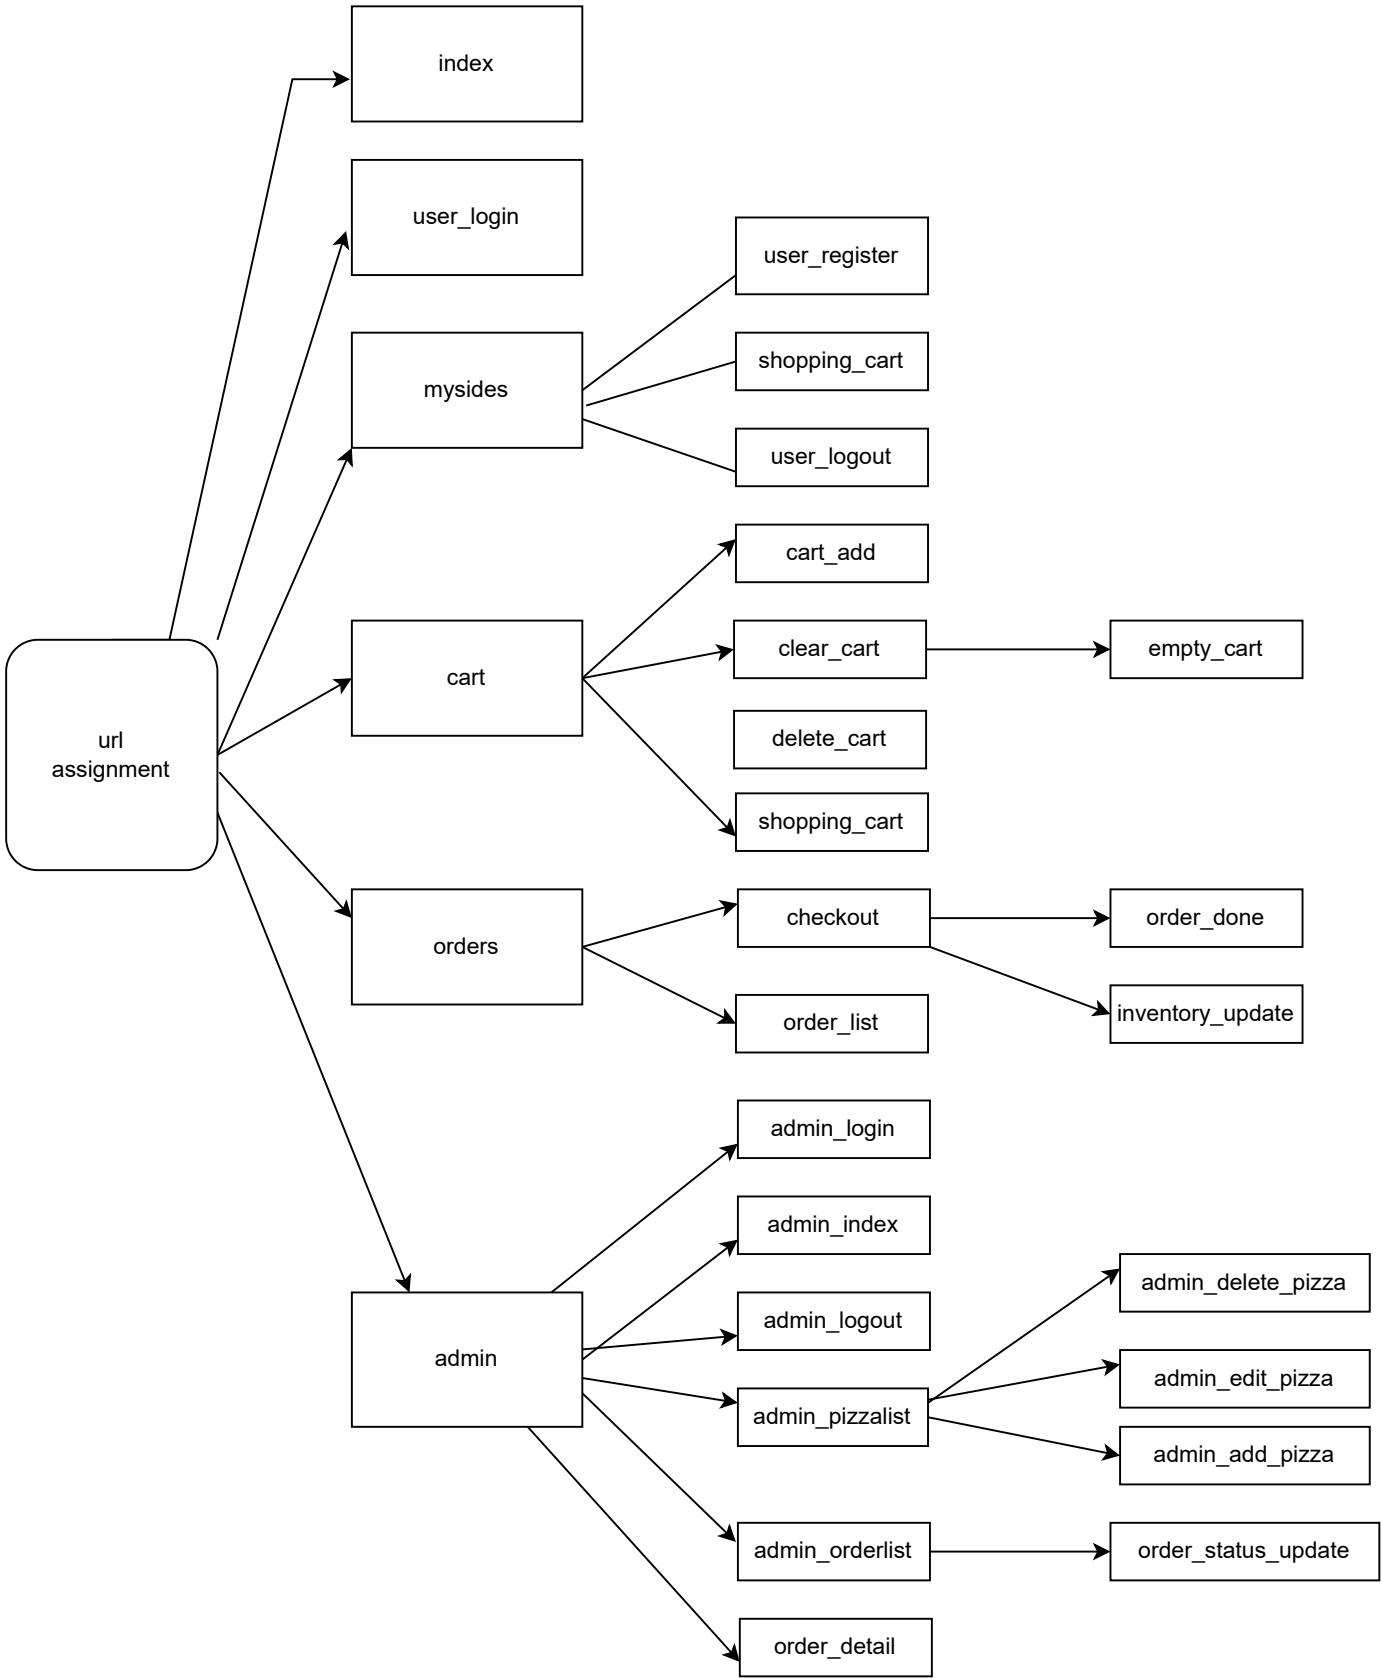 index
user_login
user_register
mysides
shopping_cart
user_logout
cart_add
cart
clear_cart
empty_cart
url
assignment
delete_cart
shopping_cart
orders
checkout
order_done
order_list
inventory_update
admin_login
admin_index
admin
admin_logout
admin_pizzalist
admin_delete_pizza
admin_edit_pizza
admin_add_pizza
admin_orderlist
order_status_update
order_detail